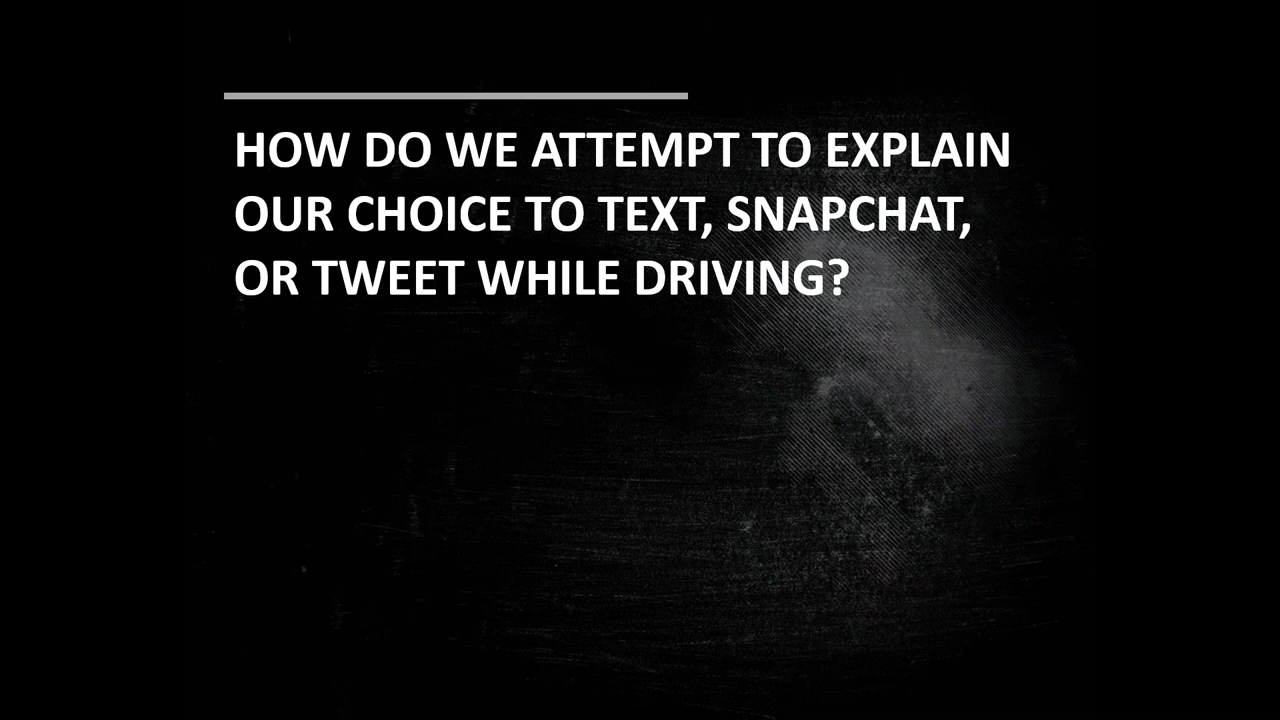 HOW DO WE ATTEMPT TO EXPLAIN
OUR CHOICE TO TEXT, SNAPCHAT,
OR TWEET WHILE DRIVING?